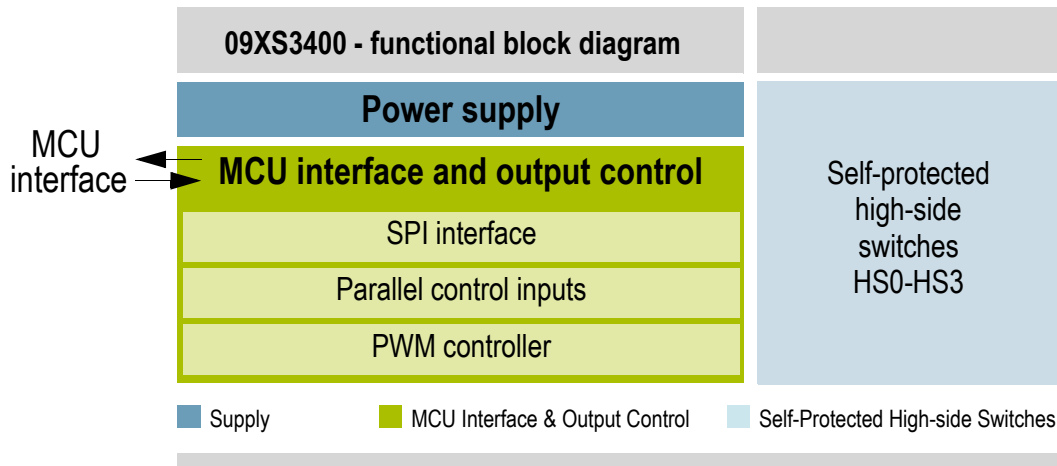 09XS3400 - functional block diagram
Power supply
MCU
interface
MCU interface and output control
SPI interface
Parallel control inputs
PWM controller
Self-protected
high-side
switches
HS0-HS3
Supply
MCU Interface & Output Control
Self-Protected High-side Switches